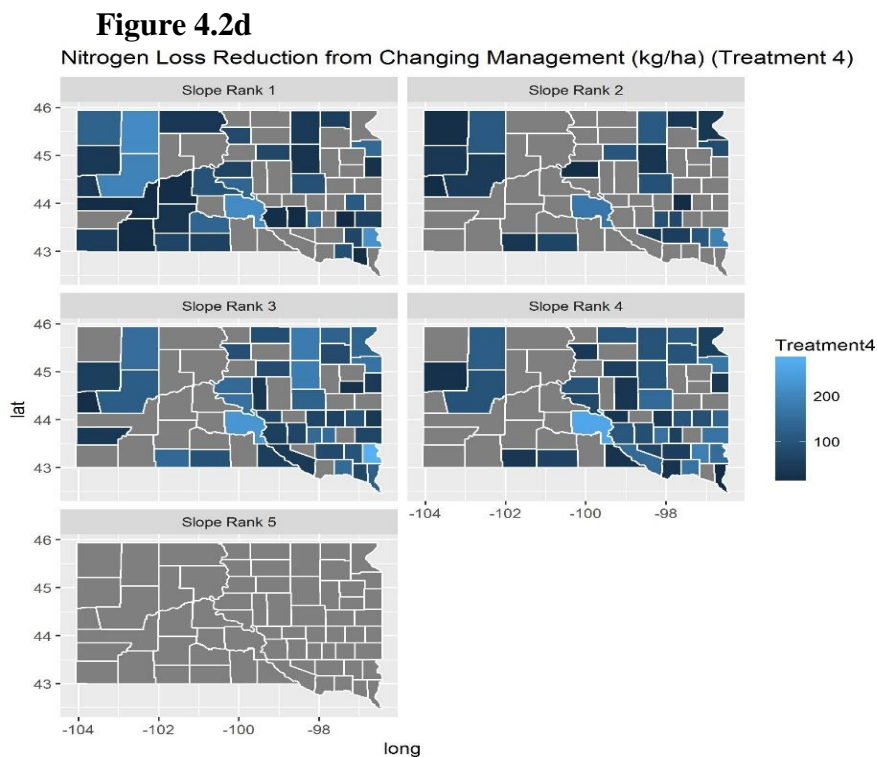 Figure 4.2d
Nitrogen Loss Reduction from Changing Management (kg/ha) (Treatment 4)
Slope Rank 1
Slope Rank 2
46
45
44
43
Slope Rank 3
Slope Rank 4
46
45
44
43
lat
Treatment4
200
100
-104
-102
-100
-98
Slope Rank 5
46
45
44
43
-104
-102
-100
-98
long